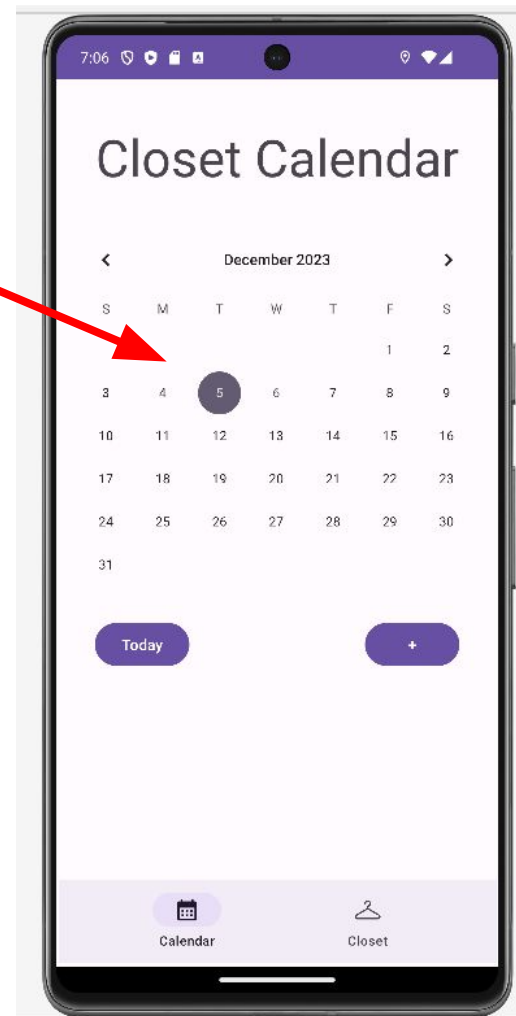 7:06
Closet Calendar
December 2023
S M T W T F S
1 2
3 4 5 6 7 8 9
10 11 12 13 14 15 16
17 18 19 20 21 22 23
24 25 26 27 28 29 30
31
Today +
Calendar Closet